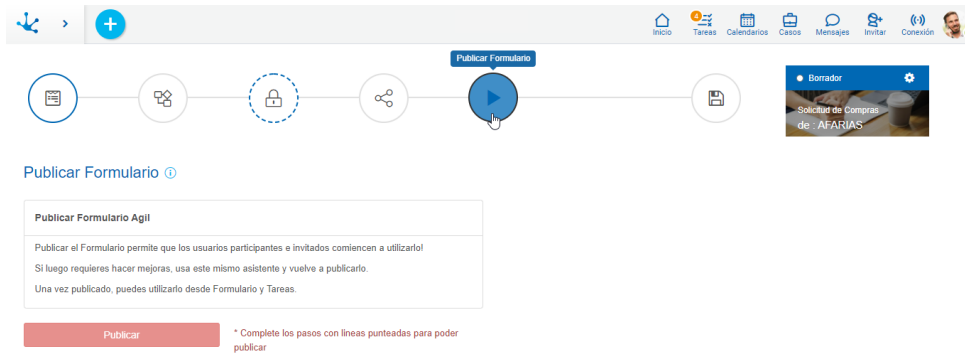 4
Inicio
Tareas
Calendarios
Casos
Mensajes
Invitar
Conexión
Publicar Formulario
Borrador
Solicitud de Compras
de : AFARIAS
Publicar Formulario
Publicar Formulario Agil
Publicar el Formulario permite que los usuarios participantes e invitados comiencen a utilizarlo!
Si luego requieres hacer mejoras, usa este mismo asistente y vuelve a publicarlo.
Una vez publicado, puedes utilizarlo desde Formulario y Tareas.
Publicar
* Complete los pasos con lineas punteadas para poder
publicar